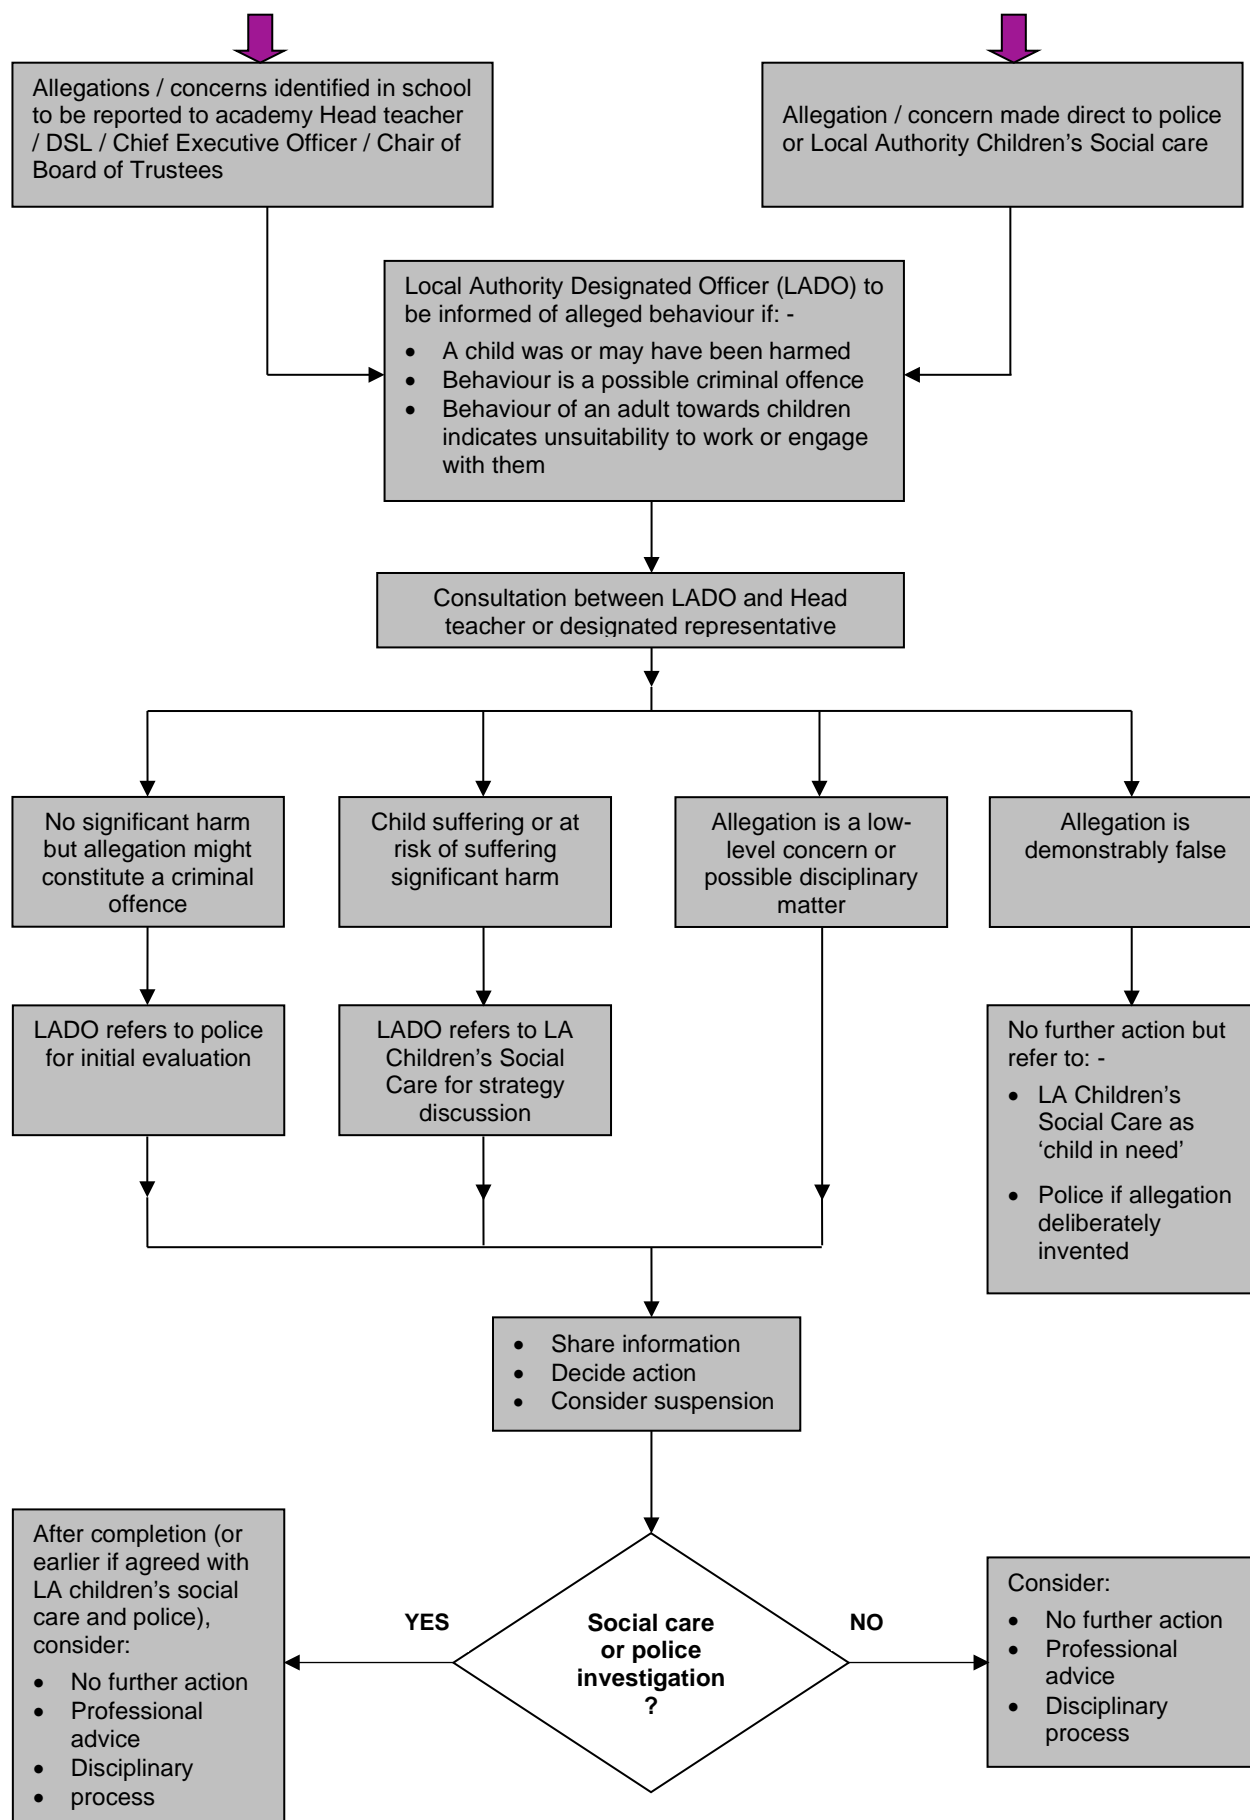 Allegations / concerns identified in school
to be reported to academy Head teacher
/ DSL / Chief Executive Officer / Chair of
Board of Trustees
Allegation / concern made direct to police
or Local Authority Children's Social care
Local Authority Designated Officer (LADO) to
be informed of alleged behaviour if: -
• A child was or may have been harmed
• Behaviour is a possible criminal offence
• Behaviour of an adult towards children
indicates unsuitability to work or engage
with them
Consultation between LADO and Head
teacher or designated representative
No significant harm
but allegation might
constitute a criminal
offence
Child suffering or at
risk of suffering
significant harm
Allegation is a low-
level concern or
possible disciplinary
matter
Allegation is
demonstrably false
LADO refers to police
for initial evaluation
LADO refers to LA
Children's Social
Care for strategy
discussion
No further action but
refer to: -
• LA Children's
Social Care as
‘child in need’
• Police if allegation
deliberately
invented
• Share information
• Decide action
• Consider suspension
After completion (or
earlier if agreed with
LA children's social
care and police),
consider:
• No further action
• Professional
advice
• Disciplinary
• process
YES
Social care
or police
investigation
?
NO
Consider:
• No further action
• Professional
advice
• Disciplinary
process